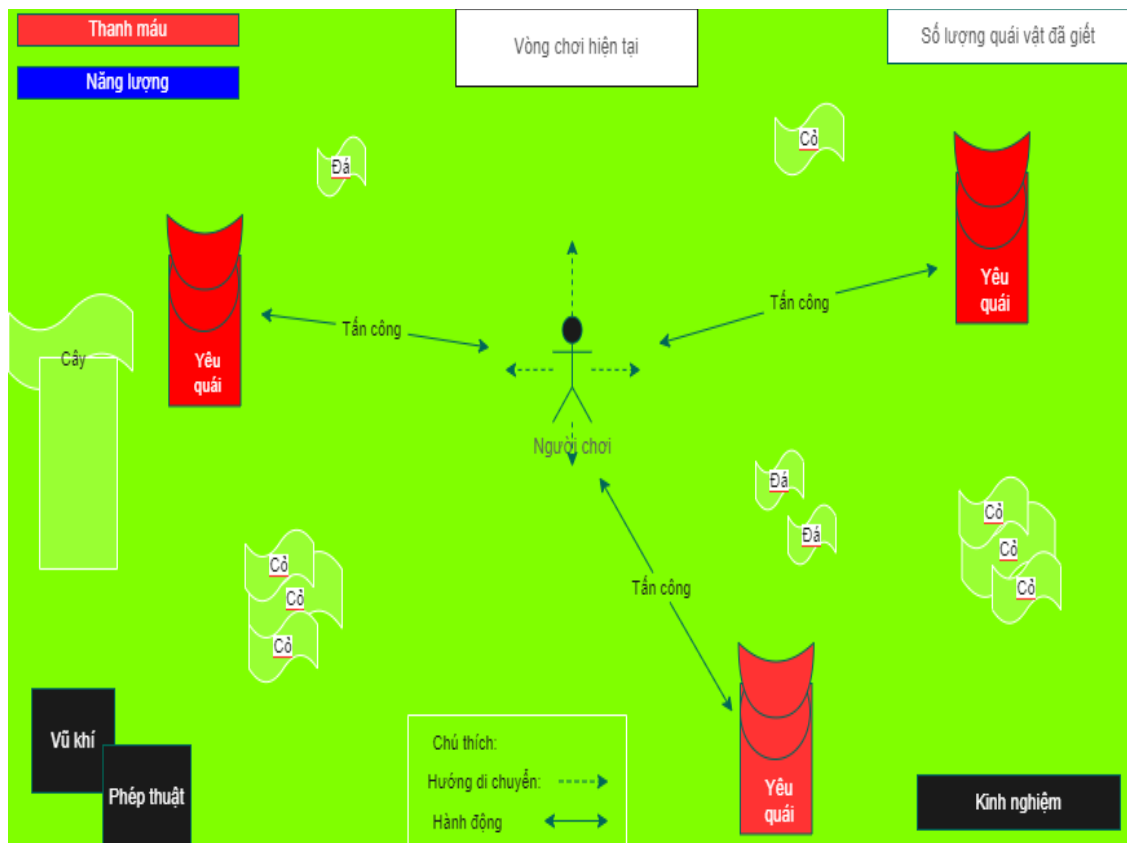 Thanh máu
Vòng chơi hiện tại
Số lượng quái vật đã giết
Năng lượng
Đá
Cỏ
Yêu
quái
Tấn công
Tấn công
Cây
Yêu
quái
Người chơi
Đá
Đá
Cỏ
Cỏ
Cỏ
Cỏ
Cỏ
Cỏ
Tấn công
Vũ khí
Phép thuật
Chú thích:
Hướng di chuyển:
Hành động
Yêu
quái
Kinh nghiệm